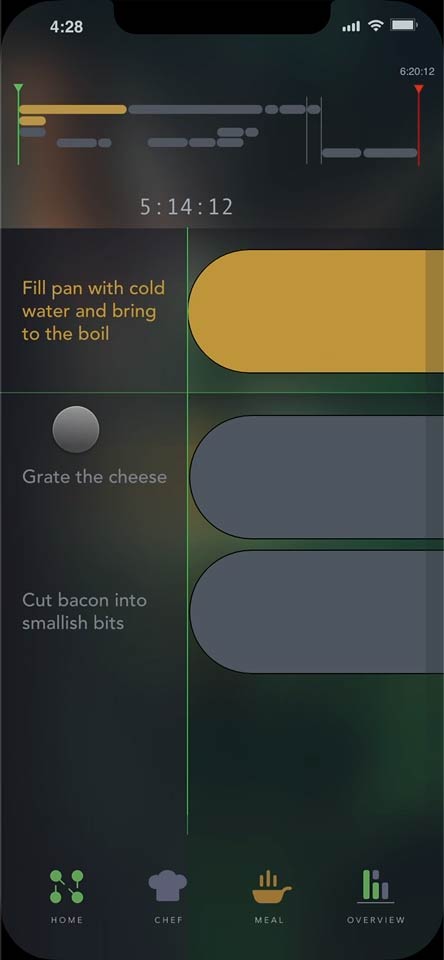 4:28
6:20:12
5:14:12
Fill pan with cold
water and bring
to the boil
Grate the cheese
Cut bacon into
smallish bits
HOME CHEF MEAL OVERVIEW